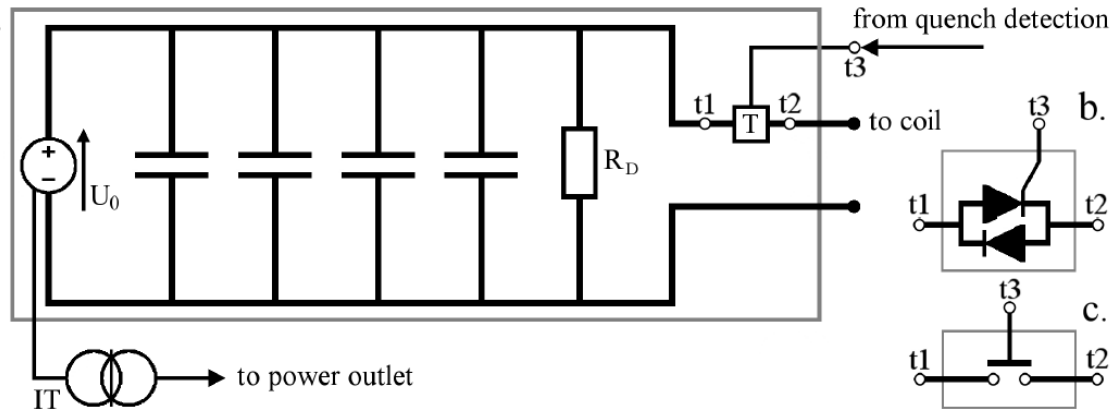 from quench detection
t3
t1
T
t2
to coil
+
−
U0
RD
b.
t3
t1
t2
c.
t3
t1
t2
IT
to power outlet